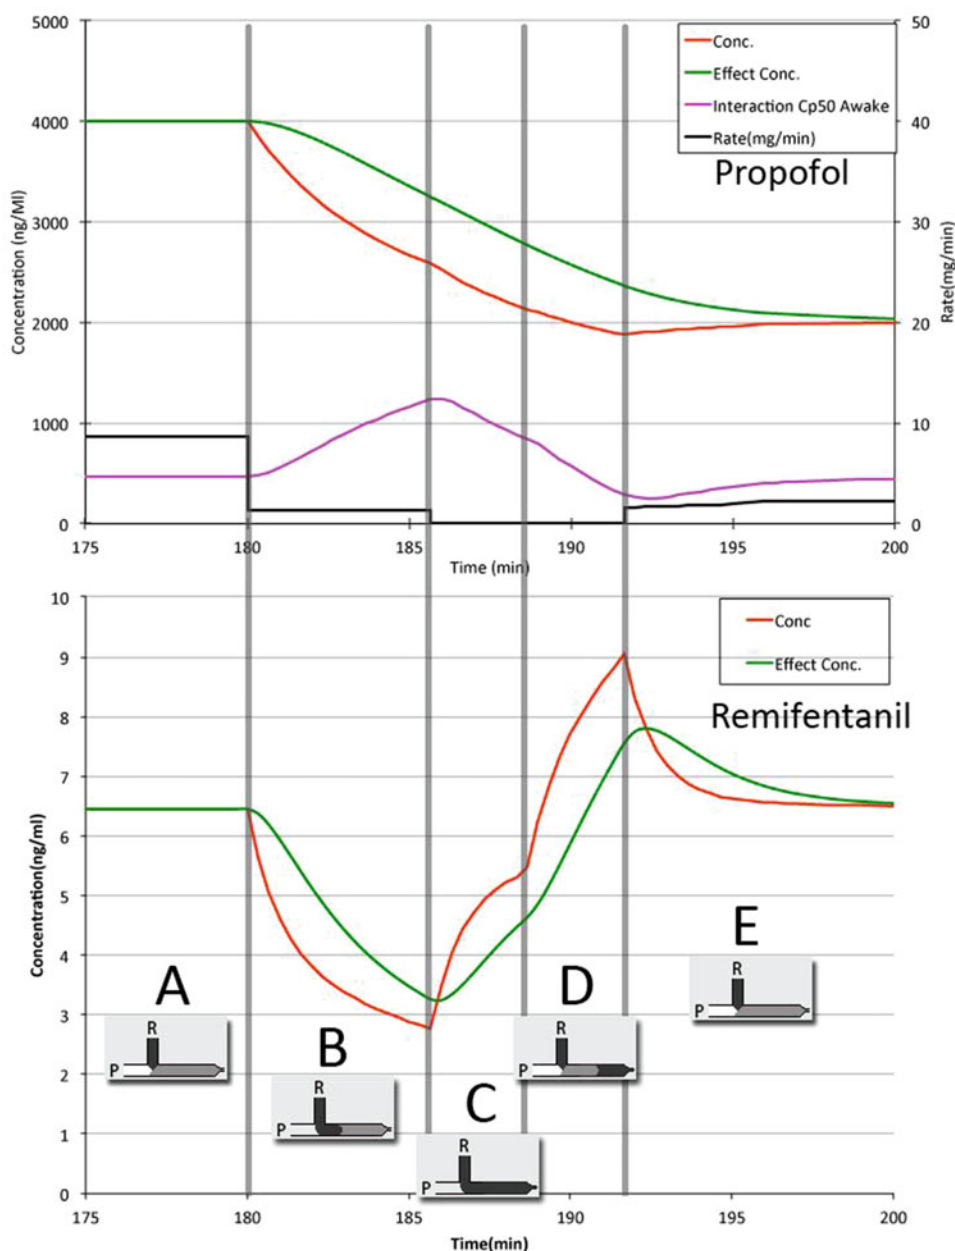 5000
50
Conc.
Effect Conc.
Interaction Cp50 Awake
Rate(mg/min)
Propofol
4000
40
3000
30
2000
20
1000
10
0
0
Concentration (ng/Ml)
Rate(mg/min)
175
180
185
190
195
200
Time (min)
10
9
8
7
6
5
4
3
2
1
0
Concentration(ng/ml)
Conc
Effect Conc.
Remifentanil
A
R
P
B
R
P
C
R
P
D
R
P
E
R
P
175
180
185
190
195
200
Time(min)